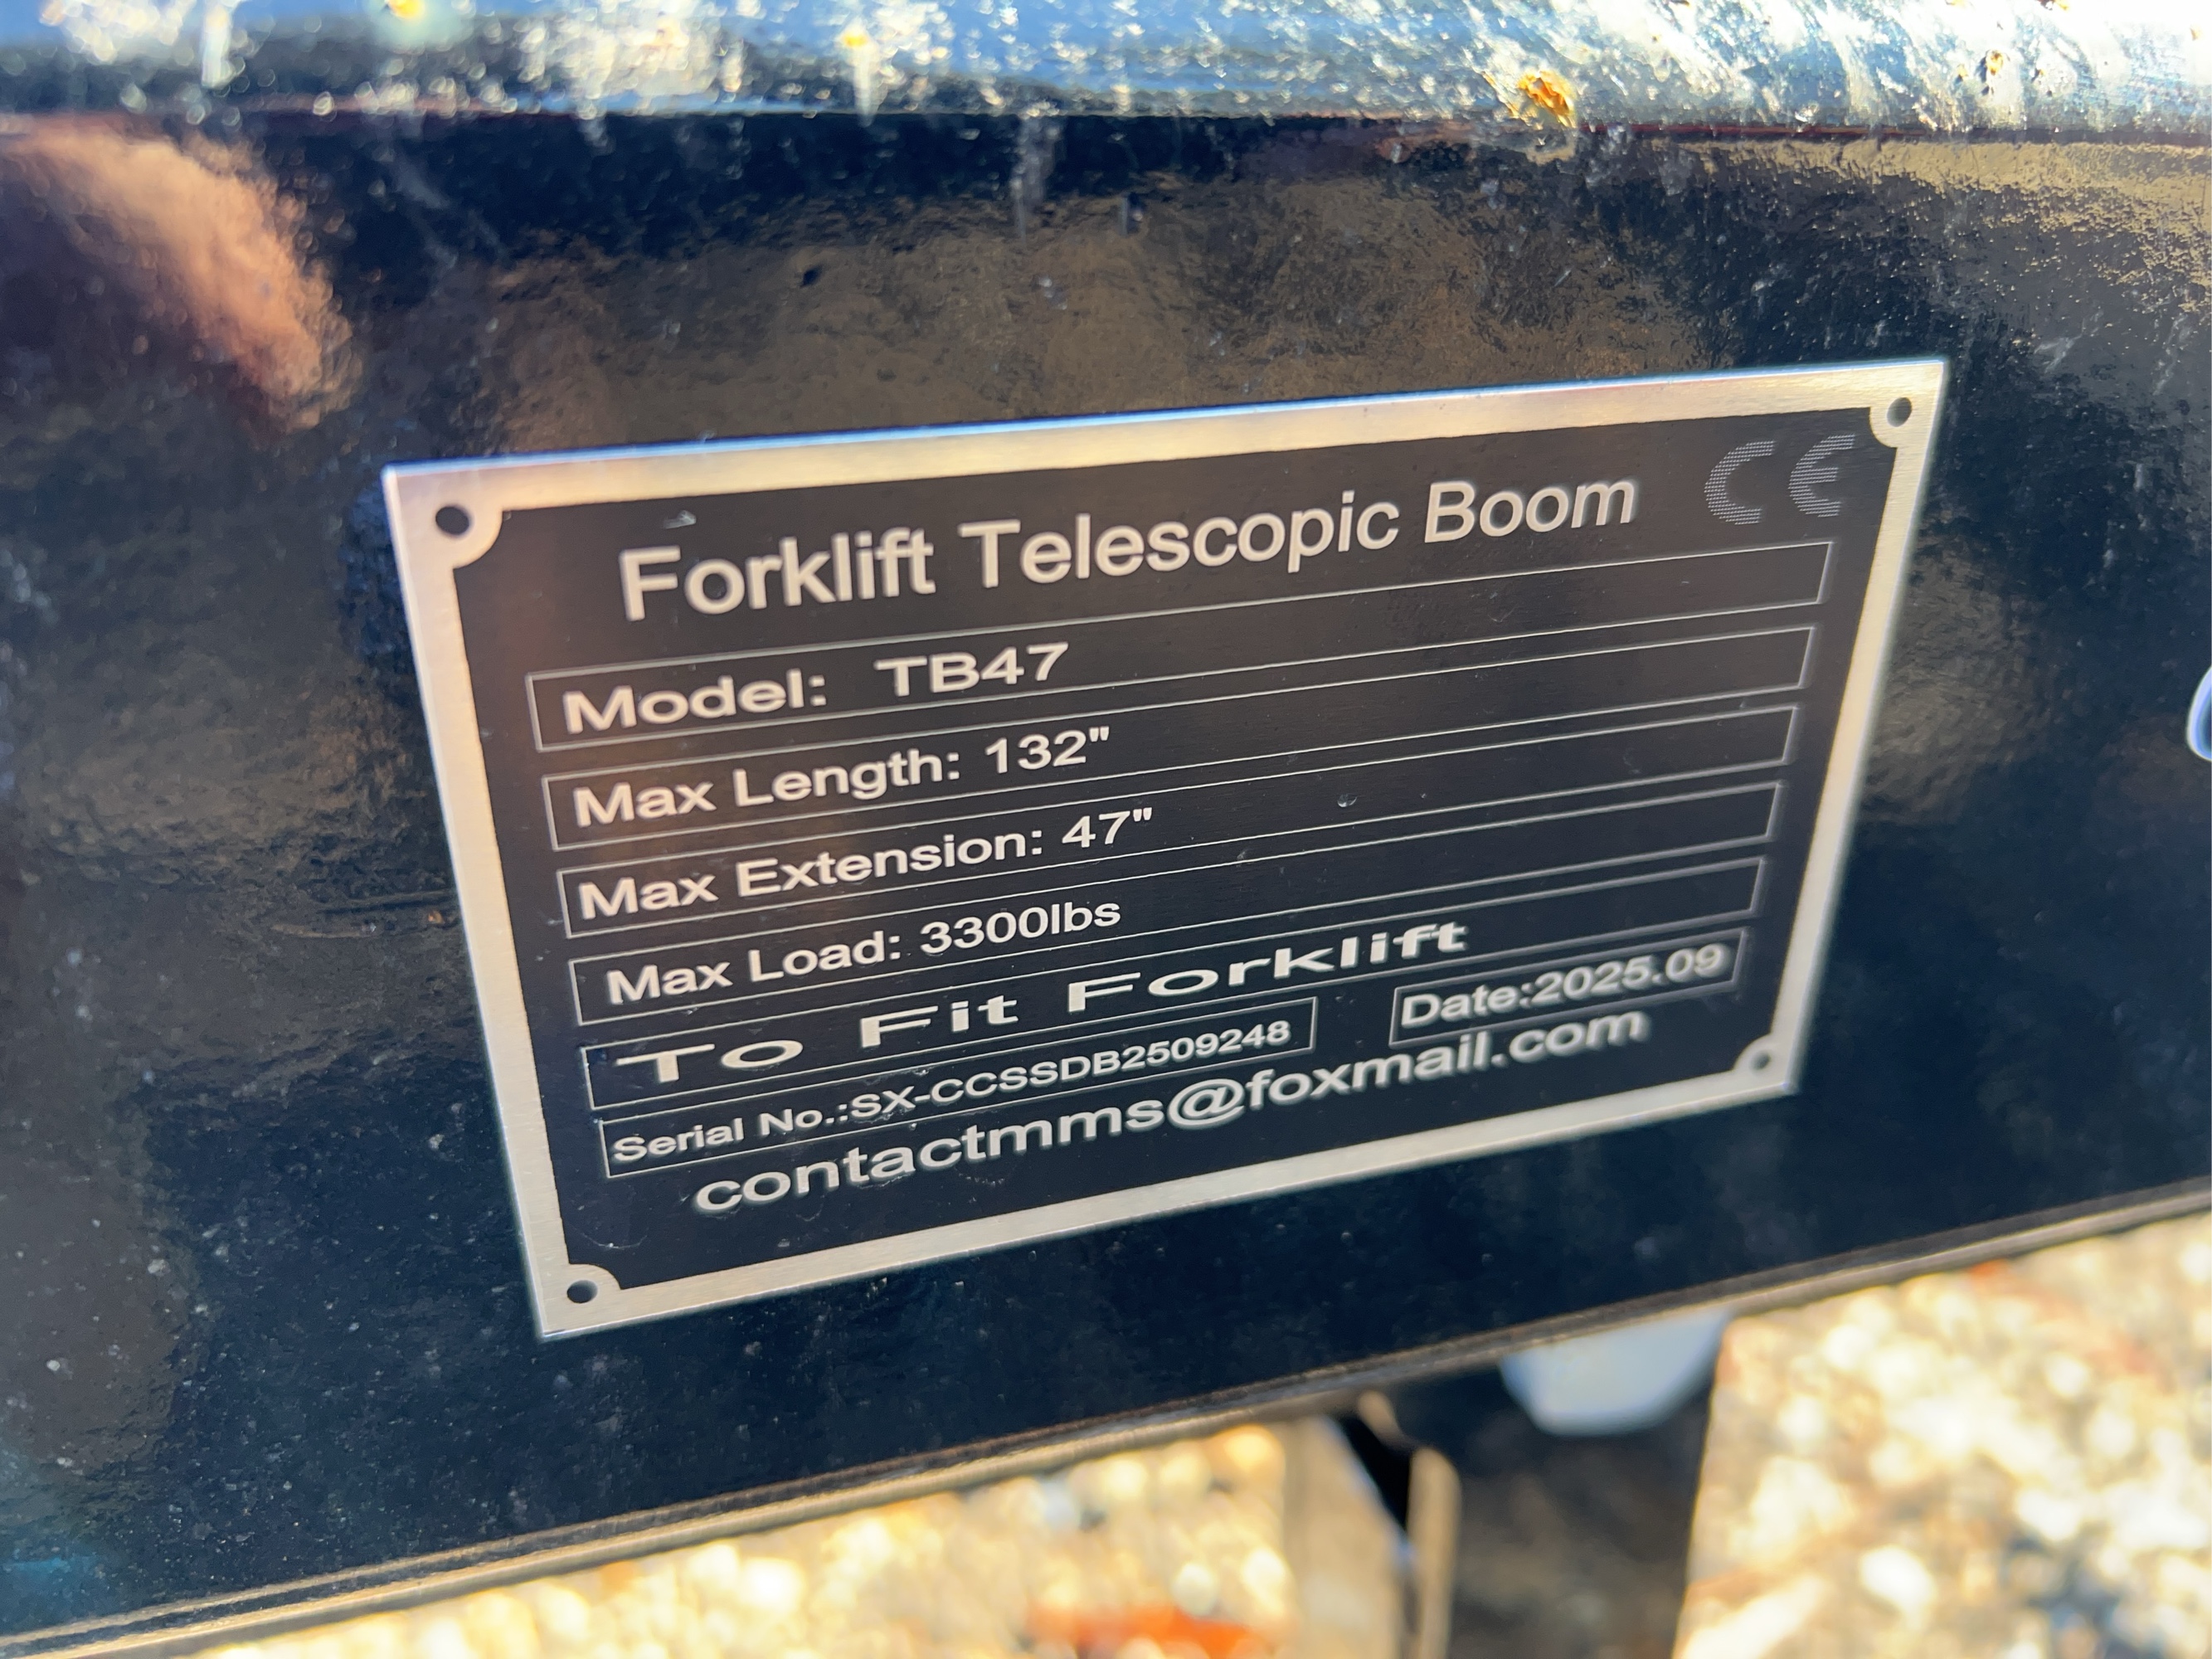 Forklift Telescopic Boom CE
Model: TB47
Max Length: 132"
Max Extension: 47"
Max Load: 3300lbs
To Fit Forklift
Serial No.:SX-CCSSDB2509248 Date:2025.09
contactmms@foxmail.com